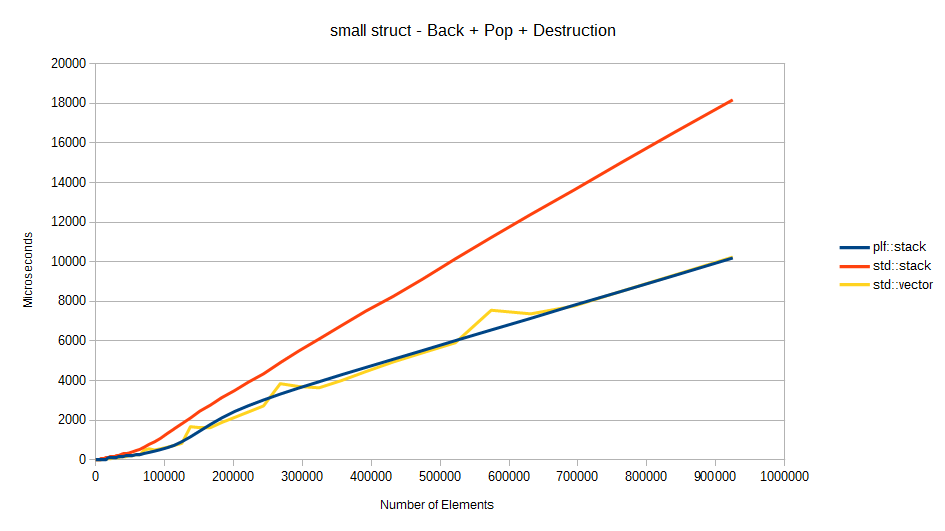 small struct - Back + Pop + Destruction
20000
18000
16000
14000
12000
10000
8000
6000
4000
2000
0
Microseconds
0 100000 200000 300000 400000 500000 600000 700000 800000 900000 1000000
Number of Elements
plf::stack
std::stack
std::vector